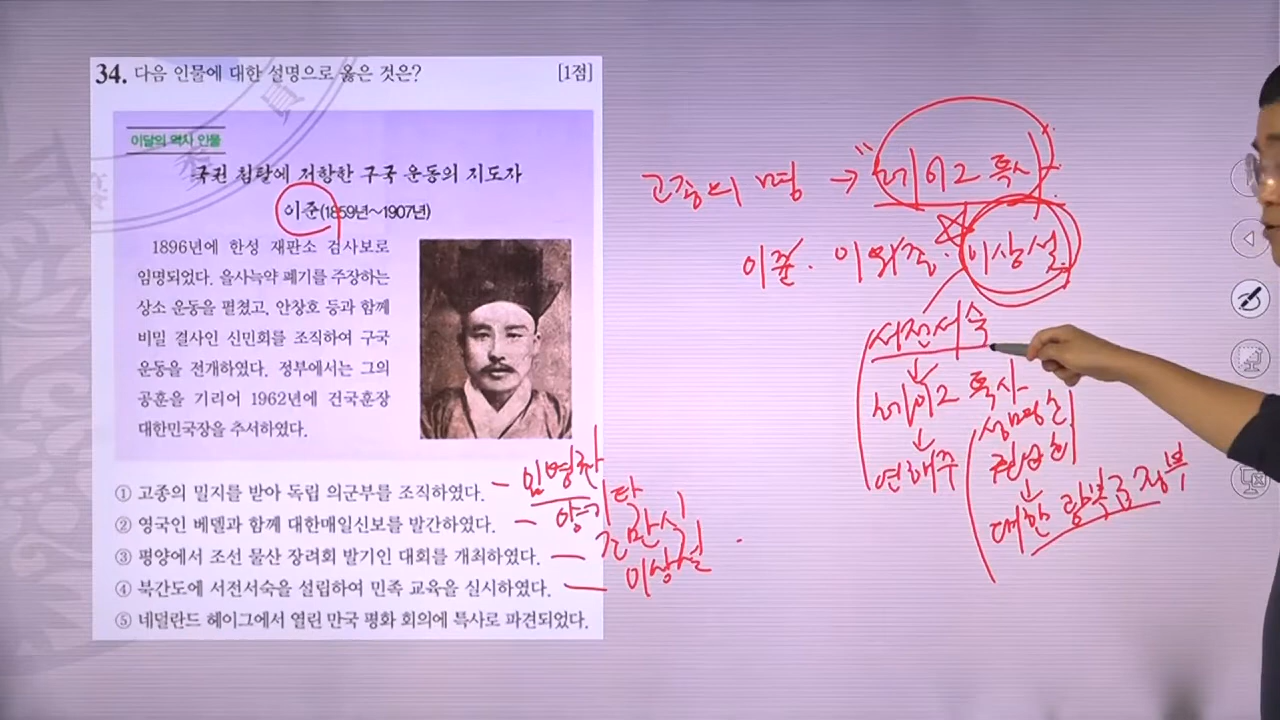 34. 다음 인물에 대한 설명으로 옳은 것은? [1점]
이달의 역사 인물
국권 침탈에 저항한 구국 운동의 지도자
이준(1859년~1907년)
1896년에 한성 재판소 검사보로
임명되었다. 을사늑약 폐기를 주장하는
상소 운동을 펼쳤고, 안창호 등과 함께
비밀 결사인 신민회를 조직하여 구국
운동을 전개하였다. 정부에서는 그의
공훈을 기리어 1962년에 건국훈장
대한민국장을 추서하였다.
① 고종의 밀지를 받아 독립 의군부를 조직하였다. - 임병찬
② 영국인 베델과 함께 대한매일신보를 발간하였다. - 양기탁
③ 평양에서 조선 물산 장려회 발기인 대회를 개최하였다. - 조만식
④ 북간도에 서전서숙을 설립하여 민족 교육을 실시하였다. - 이상설
⑤ 네덜란드 헤이그에서 열린 만국 평화 회의에 특사로 파견되었다.
고종의 명 → "헤이그 특사
이준. 이위종. 이상설
서전서숙
↓
헤이그 특사
↓
연해주
성명회
권업회
↓
대한 광복군 정부